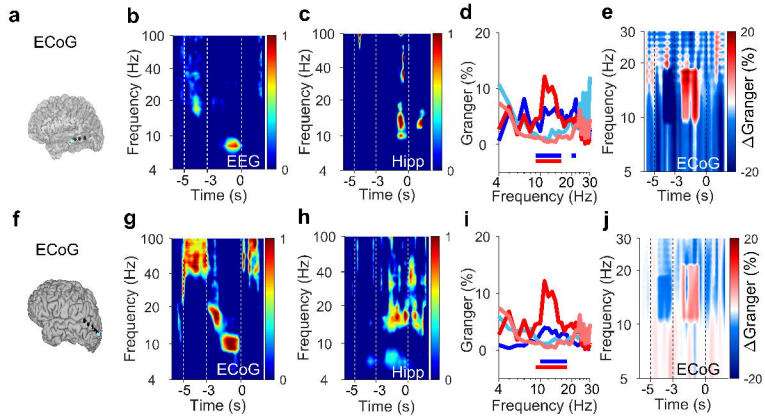 a
ECoG
b
Frequency (Hz)
100
40
20
10
4
-5 -3 0
Time (s)
EEG
1
0
c
Frequency (Hz)
100
40
20
10
4
-5 -3 0
Time (s)
Hipp
1
0
d
Granger (%)
20
10
0
4 10 20 30
Frequency (Hz)
e
Frequency (Hz)
30
20
10
5
-5 -3 0
Time (s)
ECoG
20
-20
Δ Granger (%)
f
ECoG
g
Frequency (Hz)
100
40
20
10
4
-5 -3 0
Time (s)
ECoG
1
0
h
Frequency (Hz)
100
40
20
10
4
-5 -3 0
Time (s)
Hipp
1
0
i
Granger (%)
20
10
0
4 10 20 30
Frequency (Hz)
j
Frequency (Hz)
30
20
10
5
-5 -3 0
Time (s)
ECoG
20
-20
Δ Granger (%)